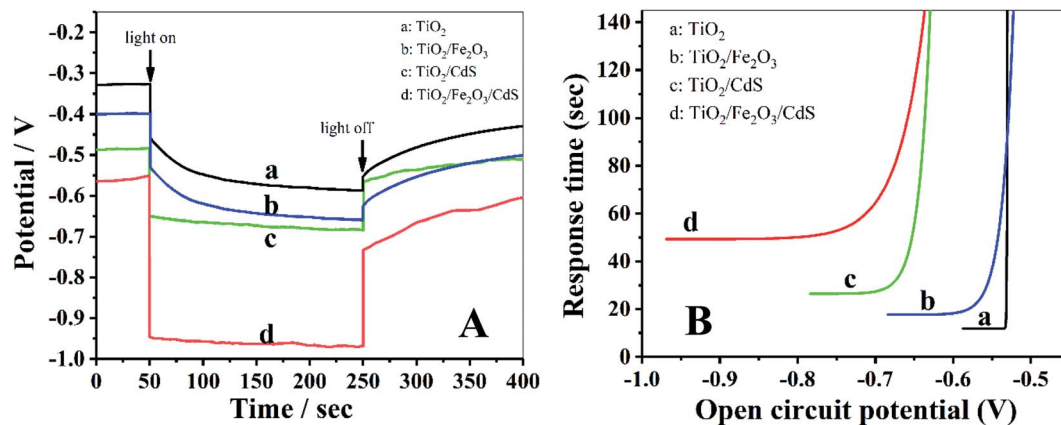 -0.2
-0.3
-0.4
-0.5
-0.6
-0.7
-0.8
-0.9
-1.0
Potential / V
light on
a: TiO₂
b: TiO₂/Fe₂O₃
c: TiO₂/CdS
d: TiO₂/Fe₂O₃/CdS
light off
a
b
c
d
A
0 50 100 150 200 250 300 350 400
Time / sec
140
120
100
80
60
40
20
0
Response time (sec)
a: TiO₂
b: TiO₂/Fe₂O₃
c: TiO₂/CdS
d: TiO₂/Fe₂O₃/CdS
d
c
b
a
B
-1.0 -0.9 -0.8 -0.7 -0.6 -0.5
Open circuit potential (V)